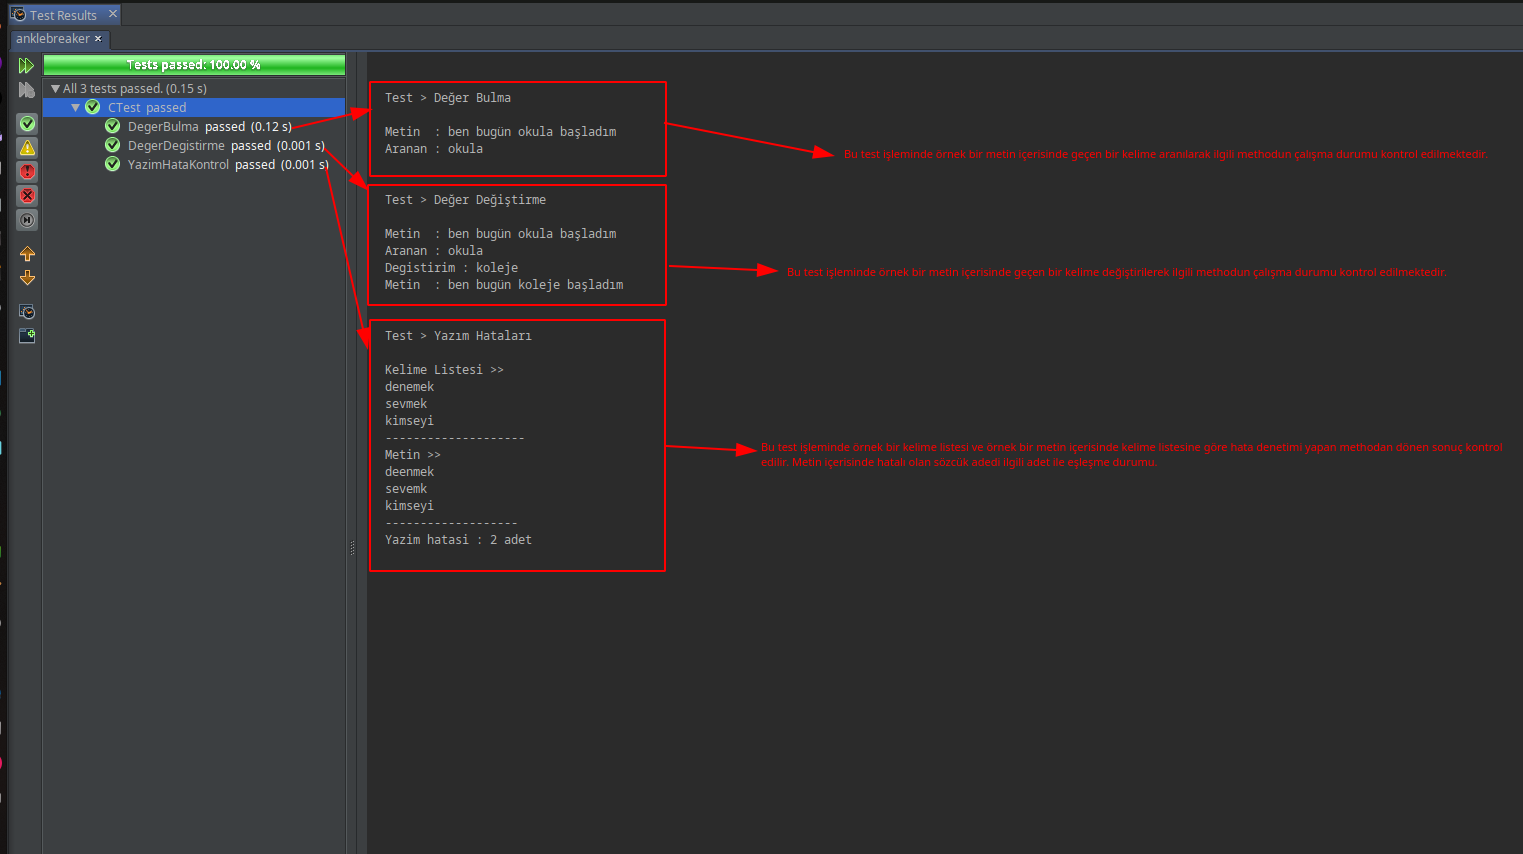 Test Results
anklebreaker
Tests passed: 100.00 %
All 3 tests passed. (0.15 s)
CTest passed
DegerBulma passed (0.12 s)
DegerDegistirme passed (0.001 s)
YazimHataKontrol passed (0.001 s)
Test > Değer Bulma
Metin : ben bugün okula başladım
Aranan : okula
Bu test işleminde örnek bir metin içerisinde geçen bir kelime aranılarak ilgili methodun çalışma durumu kontrol edilmektedir.
Test > Değer Değiştirme
Metin : ben bugün okula başladım
Aranan : okula
Degistirim : koleje
Metin : ben bugün koleje başladım
Bu test işleminde örnek bir metin içerisinde geçen bir kelime değiştirilerek ilgili methodun çalışma durumu kontrol edilmektedir.
Test > Yazım Hataları
Kelime Listesi >>
denemek
sevmek
kimseyi
--------------------
Metin >>
deenmek
sevemk
kimseyi
-------------------
Yazim hatasi : 2 adet
Bu test işleminde örnek bir kelime listesi ve örnek bir metin içerisinde kelime listesine göre hata denetimi yapan methodan dönen sonuç kontrol
edilir. Metin içerisinde hatalı olan sözcük adedi ilgili adet ile eşleşme durumu.